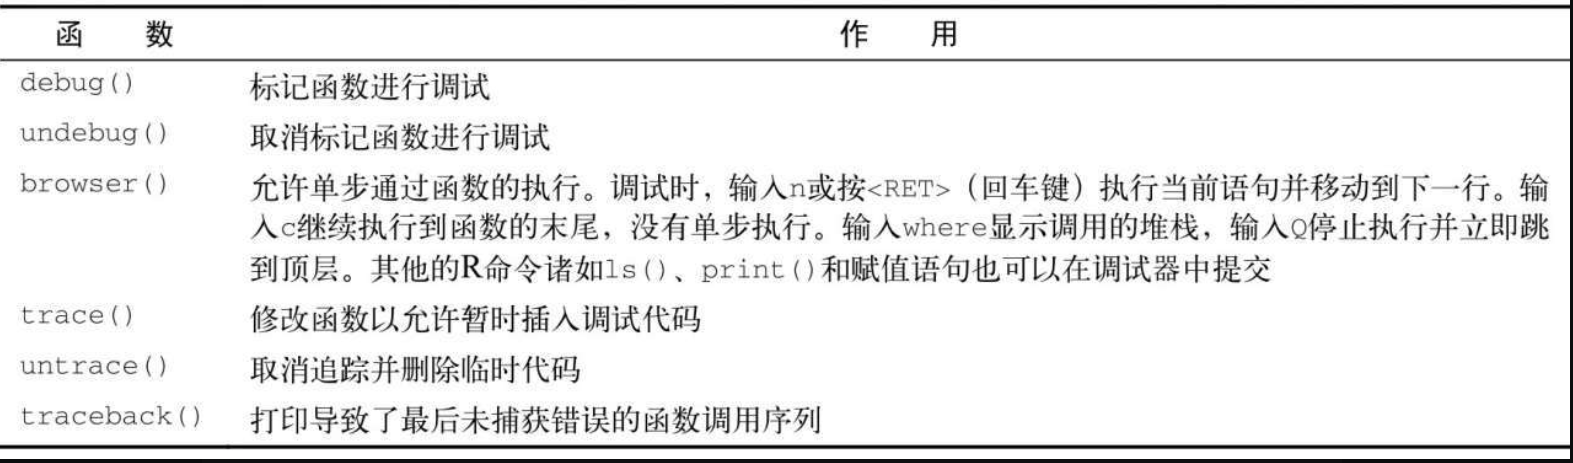 函 数 作 用
debug() 标记函数进行调试
undebug() 取消标记函数进行调试
browser() 允许单步通过函数的执行。调试时，输入n或按<RET>（回车键）执行当前语句并移动到下一行。输
入c继续执行到函数的末尾，没有单步执行。输入where显示调用的堆栈，输入Q停止执行并立即跳
到顶层。其他的R命令诸如ls()、print()和赋值语句也可以在调试器中提交
trace() 修改函数以允许暂时插入调试代码
untrace() 取消追踪并删除临时代码
traceback() 打印导致了最后未捕获错误的函数调用序列